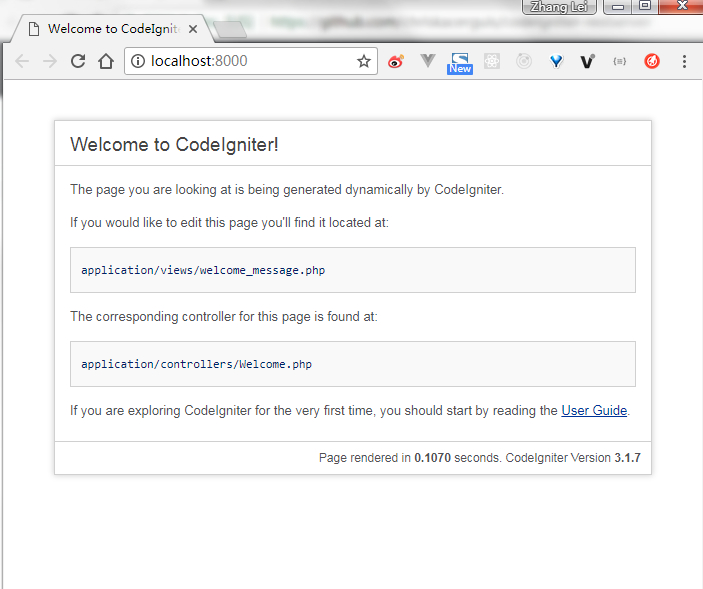 Zhang Lei
Welcome to CodeIgnit
localhost:8000
New
Welcome to CodeIgniter!
The page you are looking at is being generated dynamically by CodeIgniter.
If you would like to edit this page you'll find it located at:
application/views/welcome_message.php
The corresponding controller for this page is found at:
application/controllers/Welcome.php
If you are exploring CodeIgniter for the very first time, you should start by reading the User Guide.
Page rendered in 0.1070 seconds. CodeIgniter Version 3.1.7